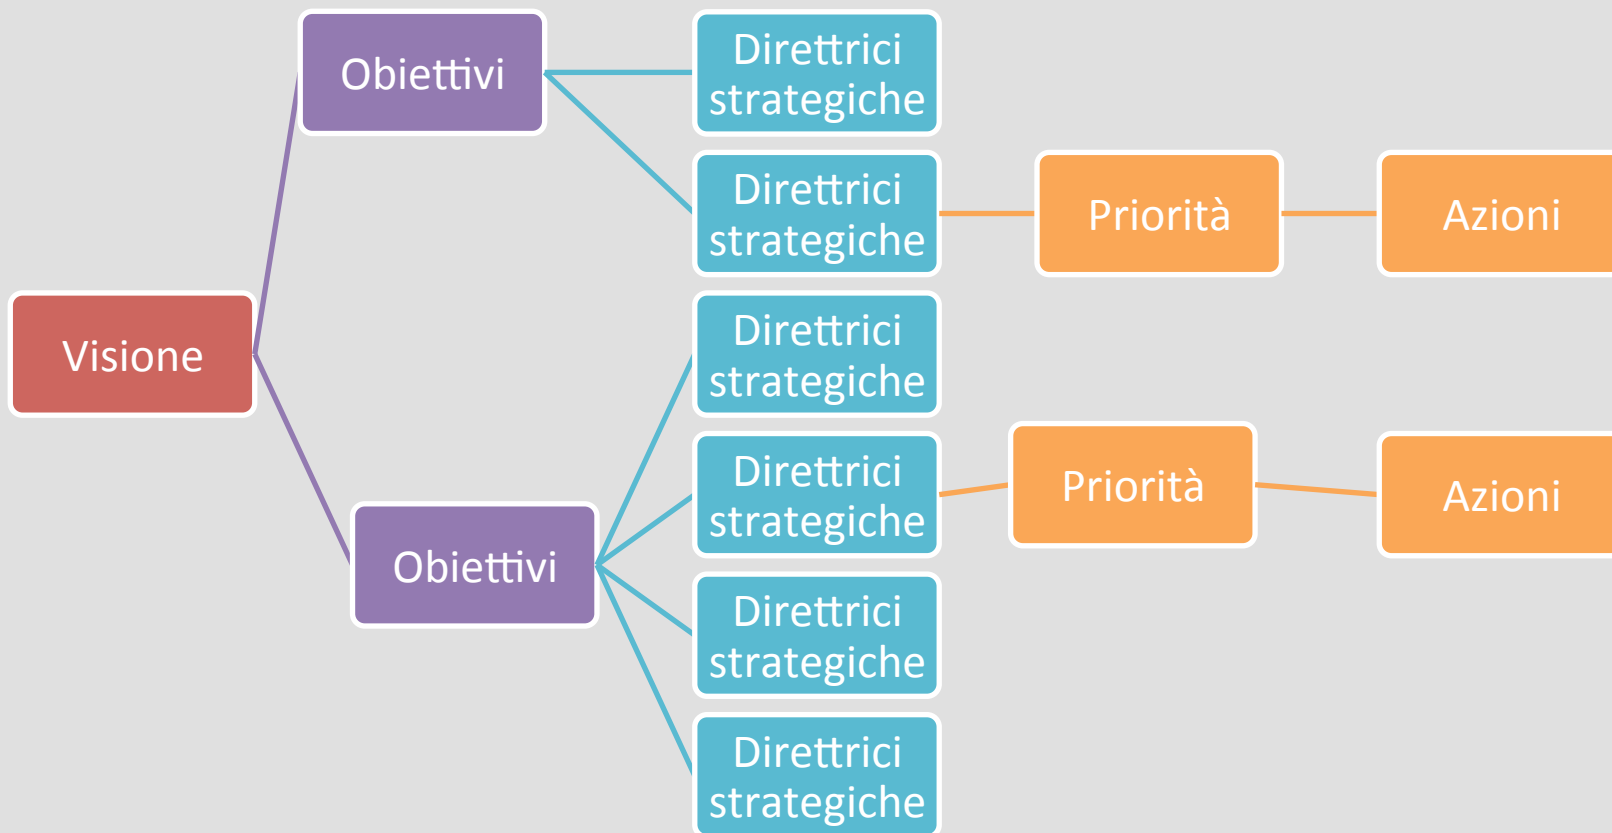 Obiettivi
Direttrici
strategiche
Direttrici
strategiche
Priorità
Azioni
Visione
Direttrici
strategiche
Direttrici
strategiche
Priorità
Azioni
Obiettivi
Direttrici
strategiche
Direttrici
strategiche